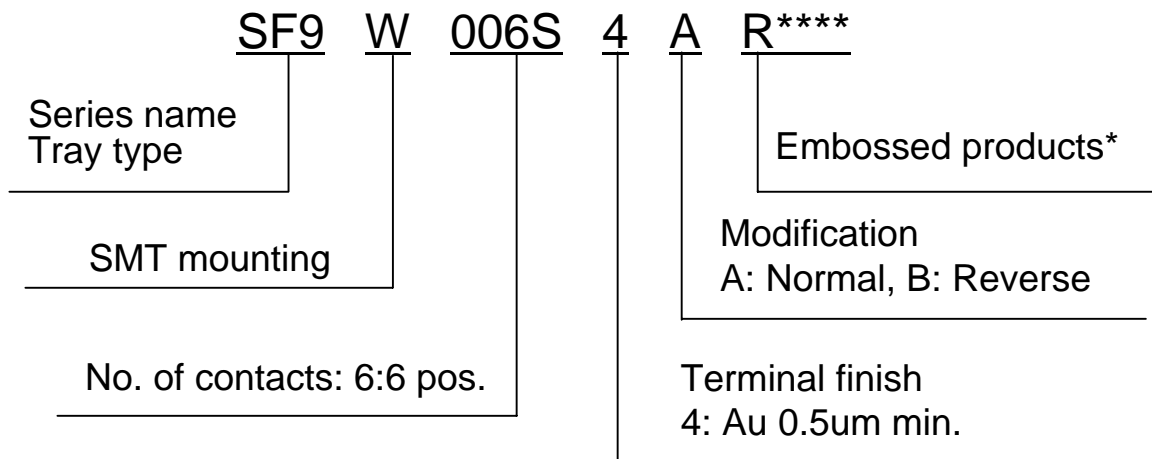 SF9 W 006S 4 A R****
Series name
Tray type
Embossed products*
SMT mounting
Modification
A: Normal, B: Reverse
No. of contacts: 6:6 pos.
Terminal finish
4: Au 0.5um min.